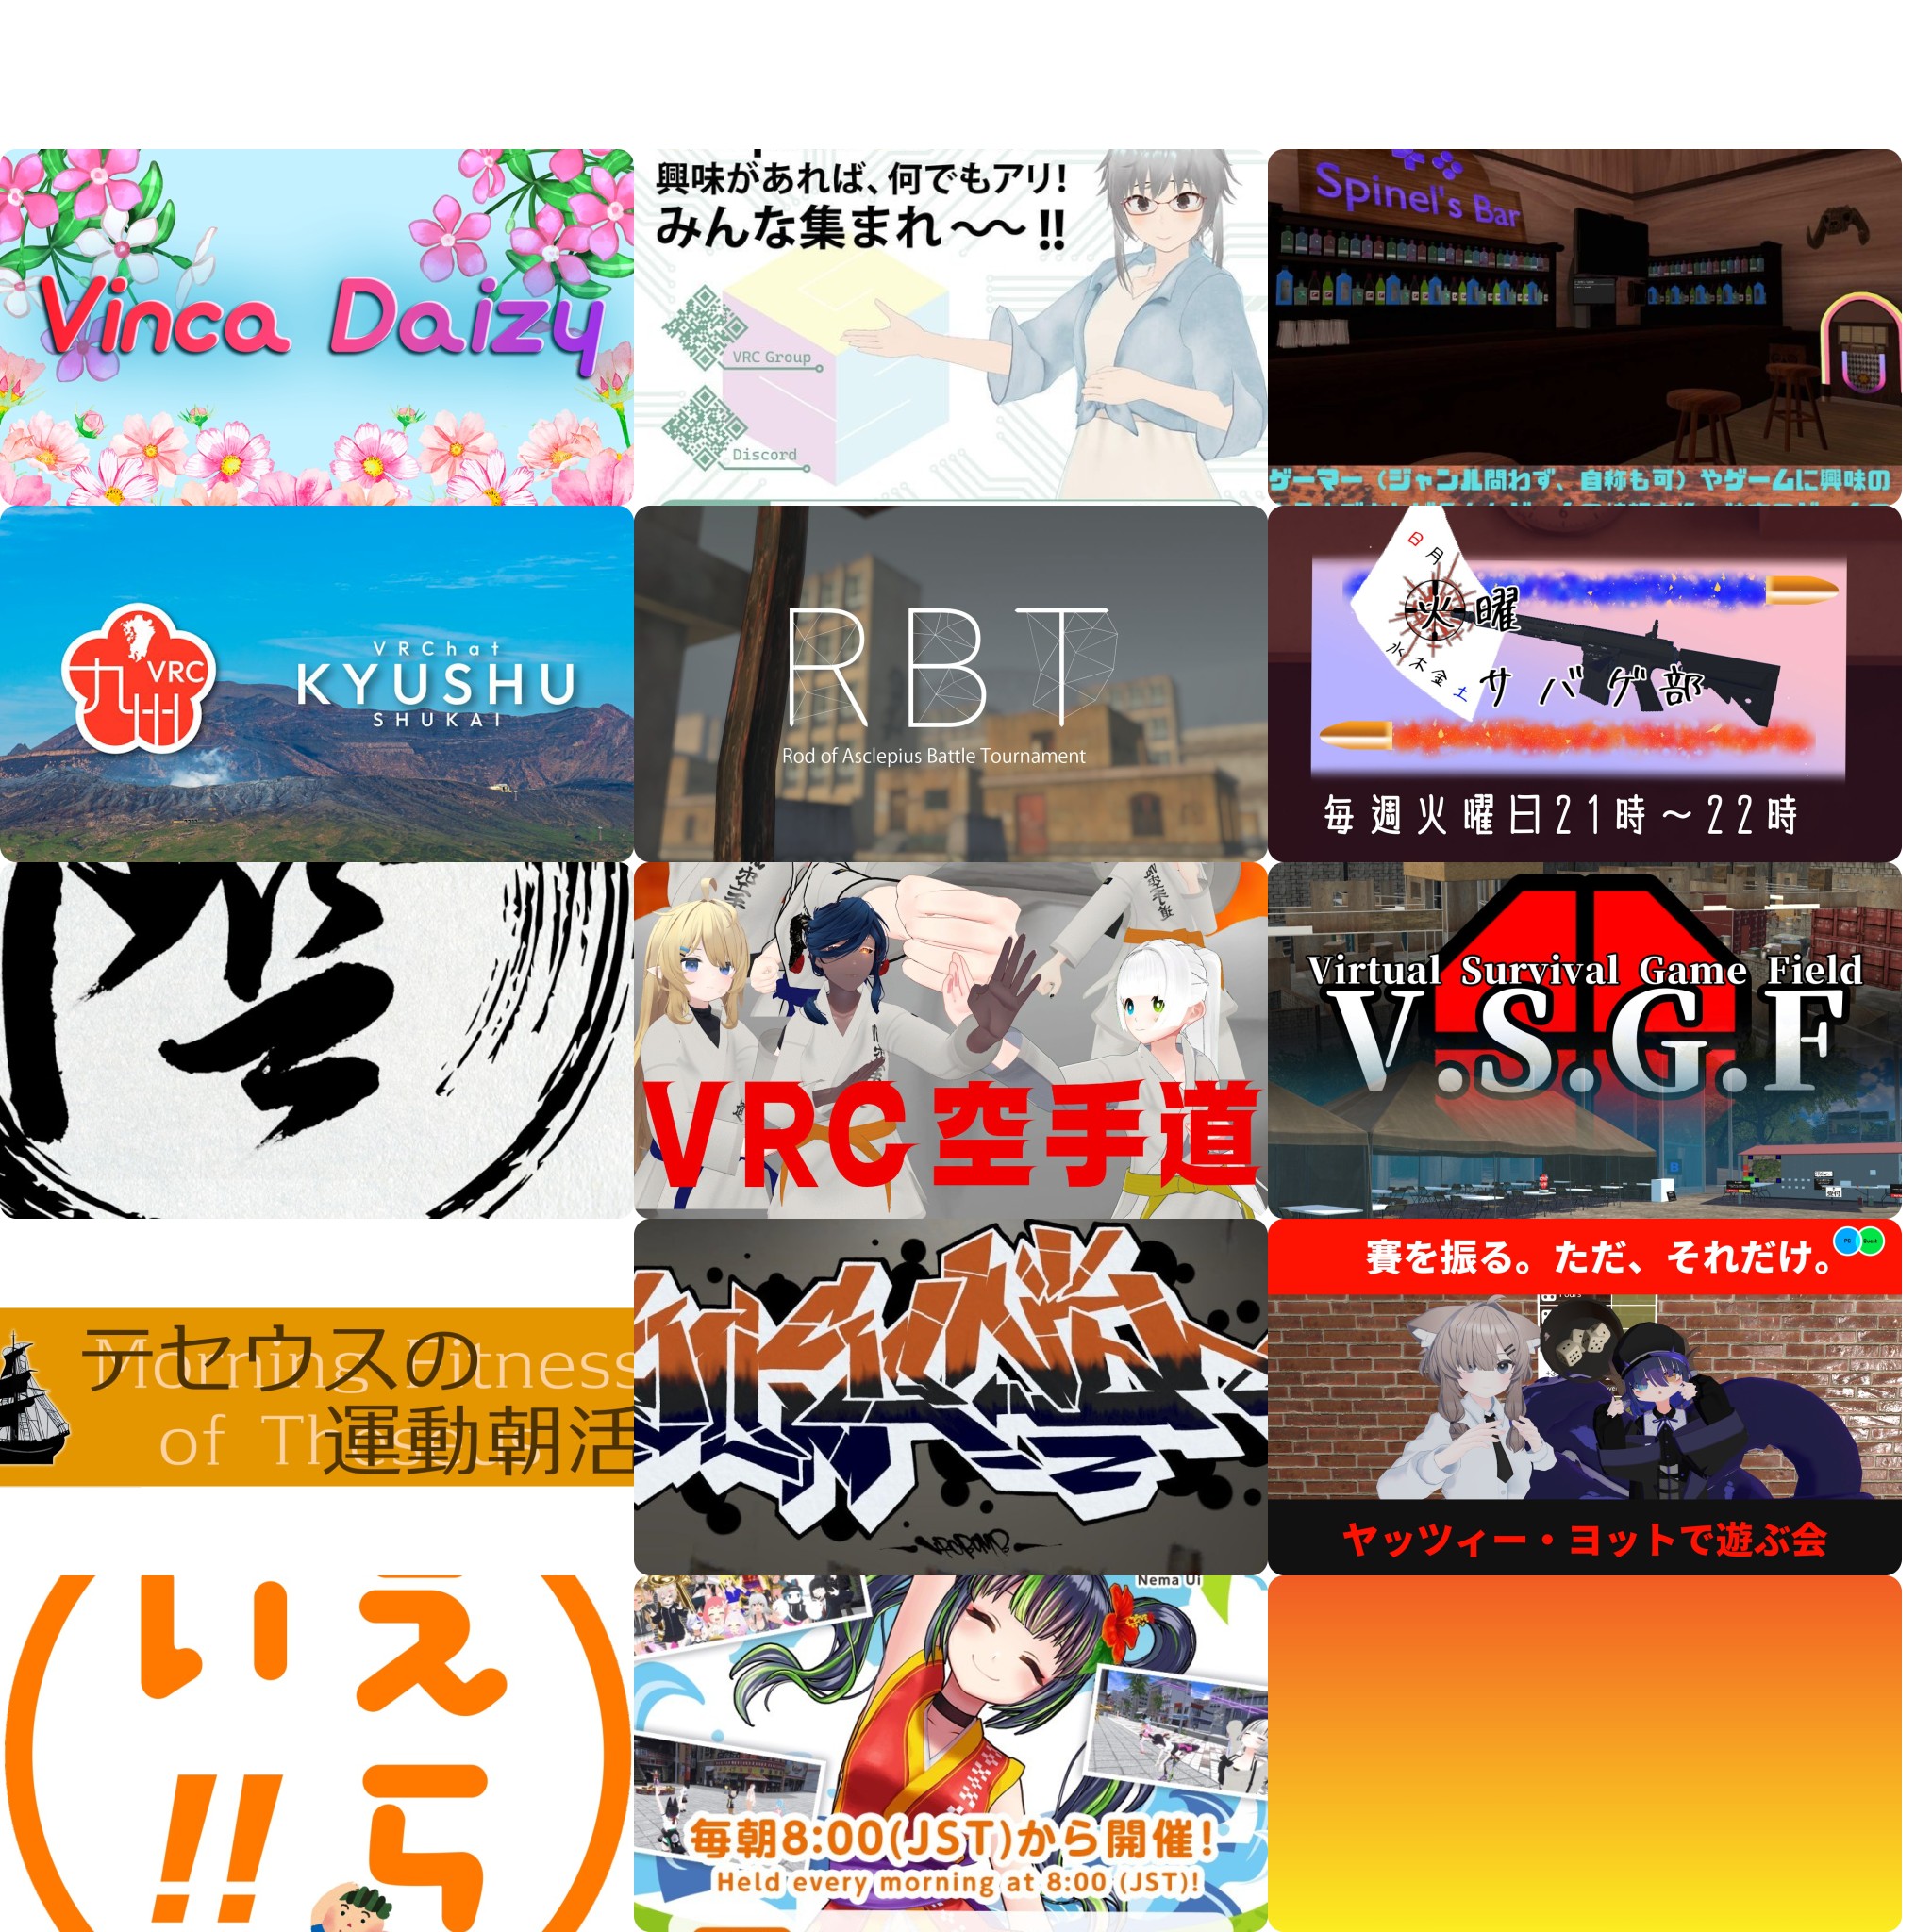 Vinca Daizy
興味があれば、何でもアリ!
みんな集まれ〜〜!!
VRC Group
Discord
Spinel's Bar
ゲーマー（ジャンル問わず、自称も可）やゲームに興味の
九州
VRC
VRChat
KYUSHU
SHUKAI
RBT
Rod of Asclepius Battle Tournament
日
月
火曜
水木金土
サバゲ部
毎週火曜日21時～22時
VRC空手道
Virtual Survival Game Field
V.S.G.F
テセウスの
運動朝活
Morning Fitness
of Theseus
賽を振る。ただ、それだけ。
ヤッツィー・ヨットで遊ぶ会
えら
いい!!
Nema Ui
毎朝8:00(JST)から開催!
Held every morning at 8:00 (JST)!